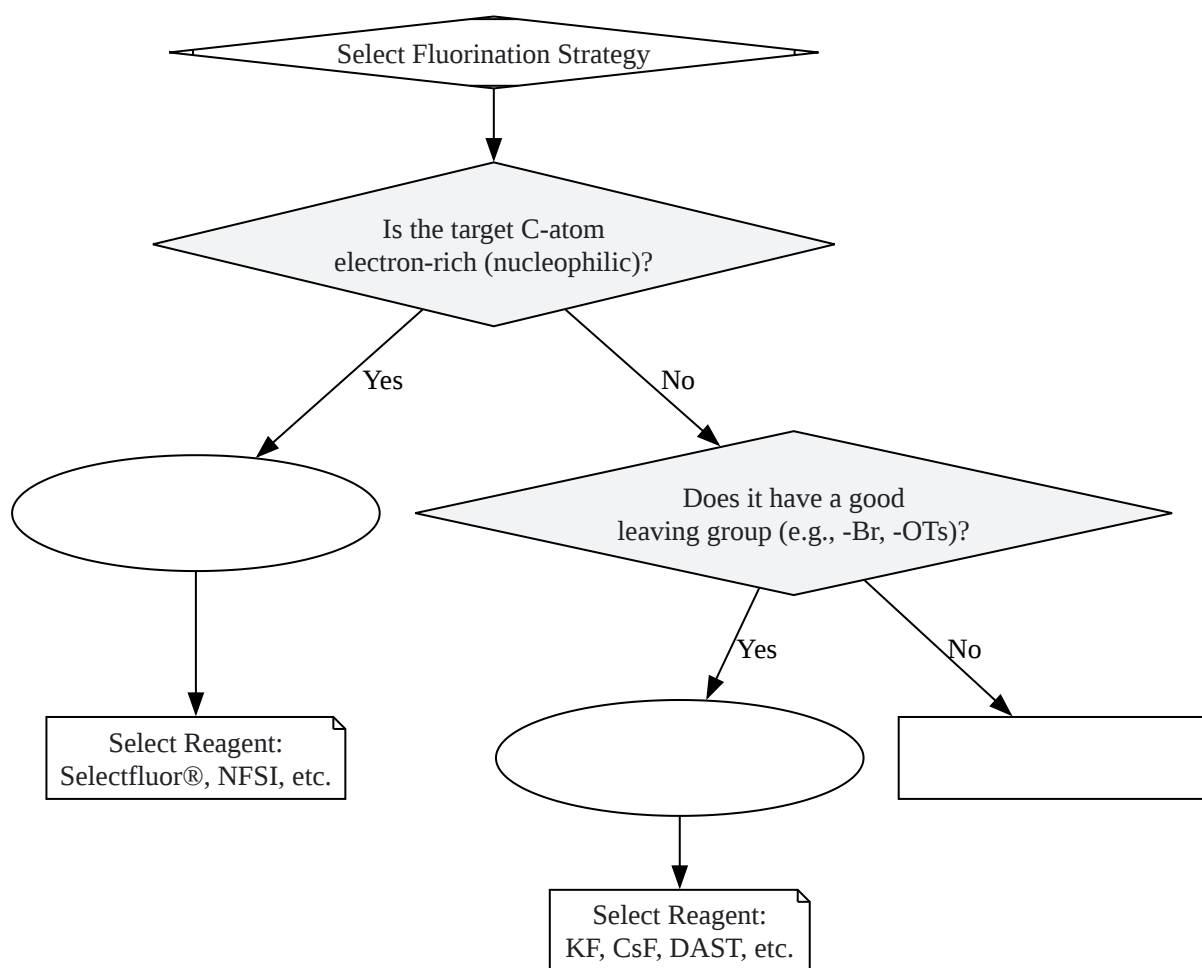 Select Fluorination Strategy
Is the target C-atom
electron-rich (nucleophilic)?
Yes
No
Does it have a good
leaving group (e.g., -Br, -OTs)?
Yes
No
Select Reagent:
Selectfluor®, NFSI, etc.
Select Reagent:
KF, CsF, DAST, etc.